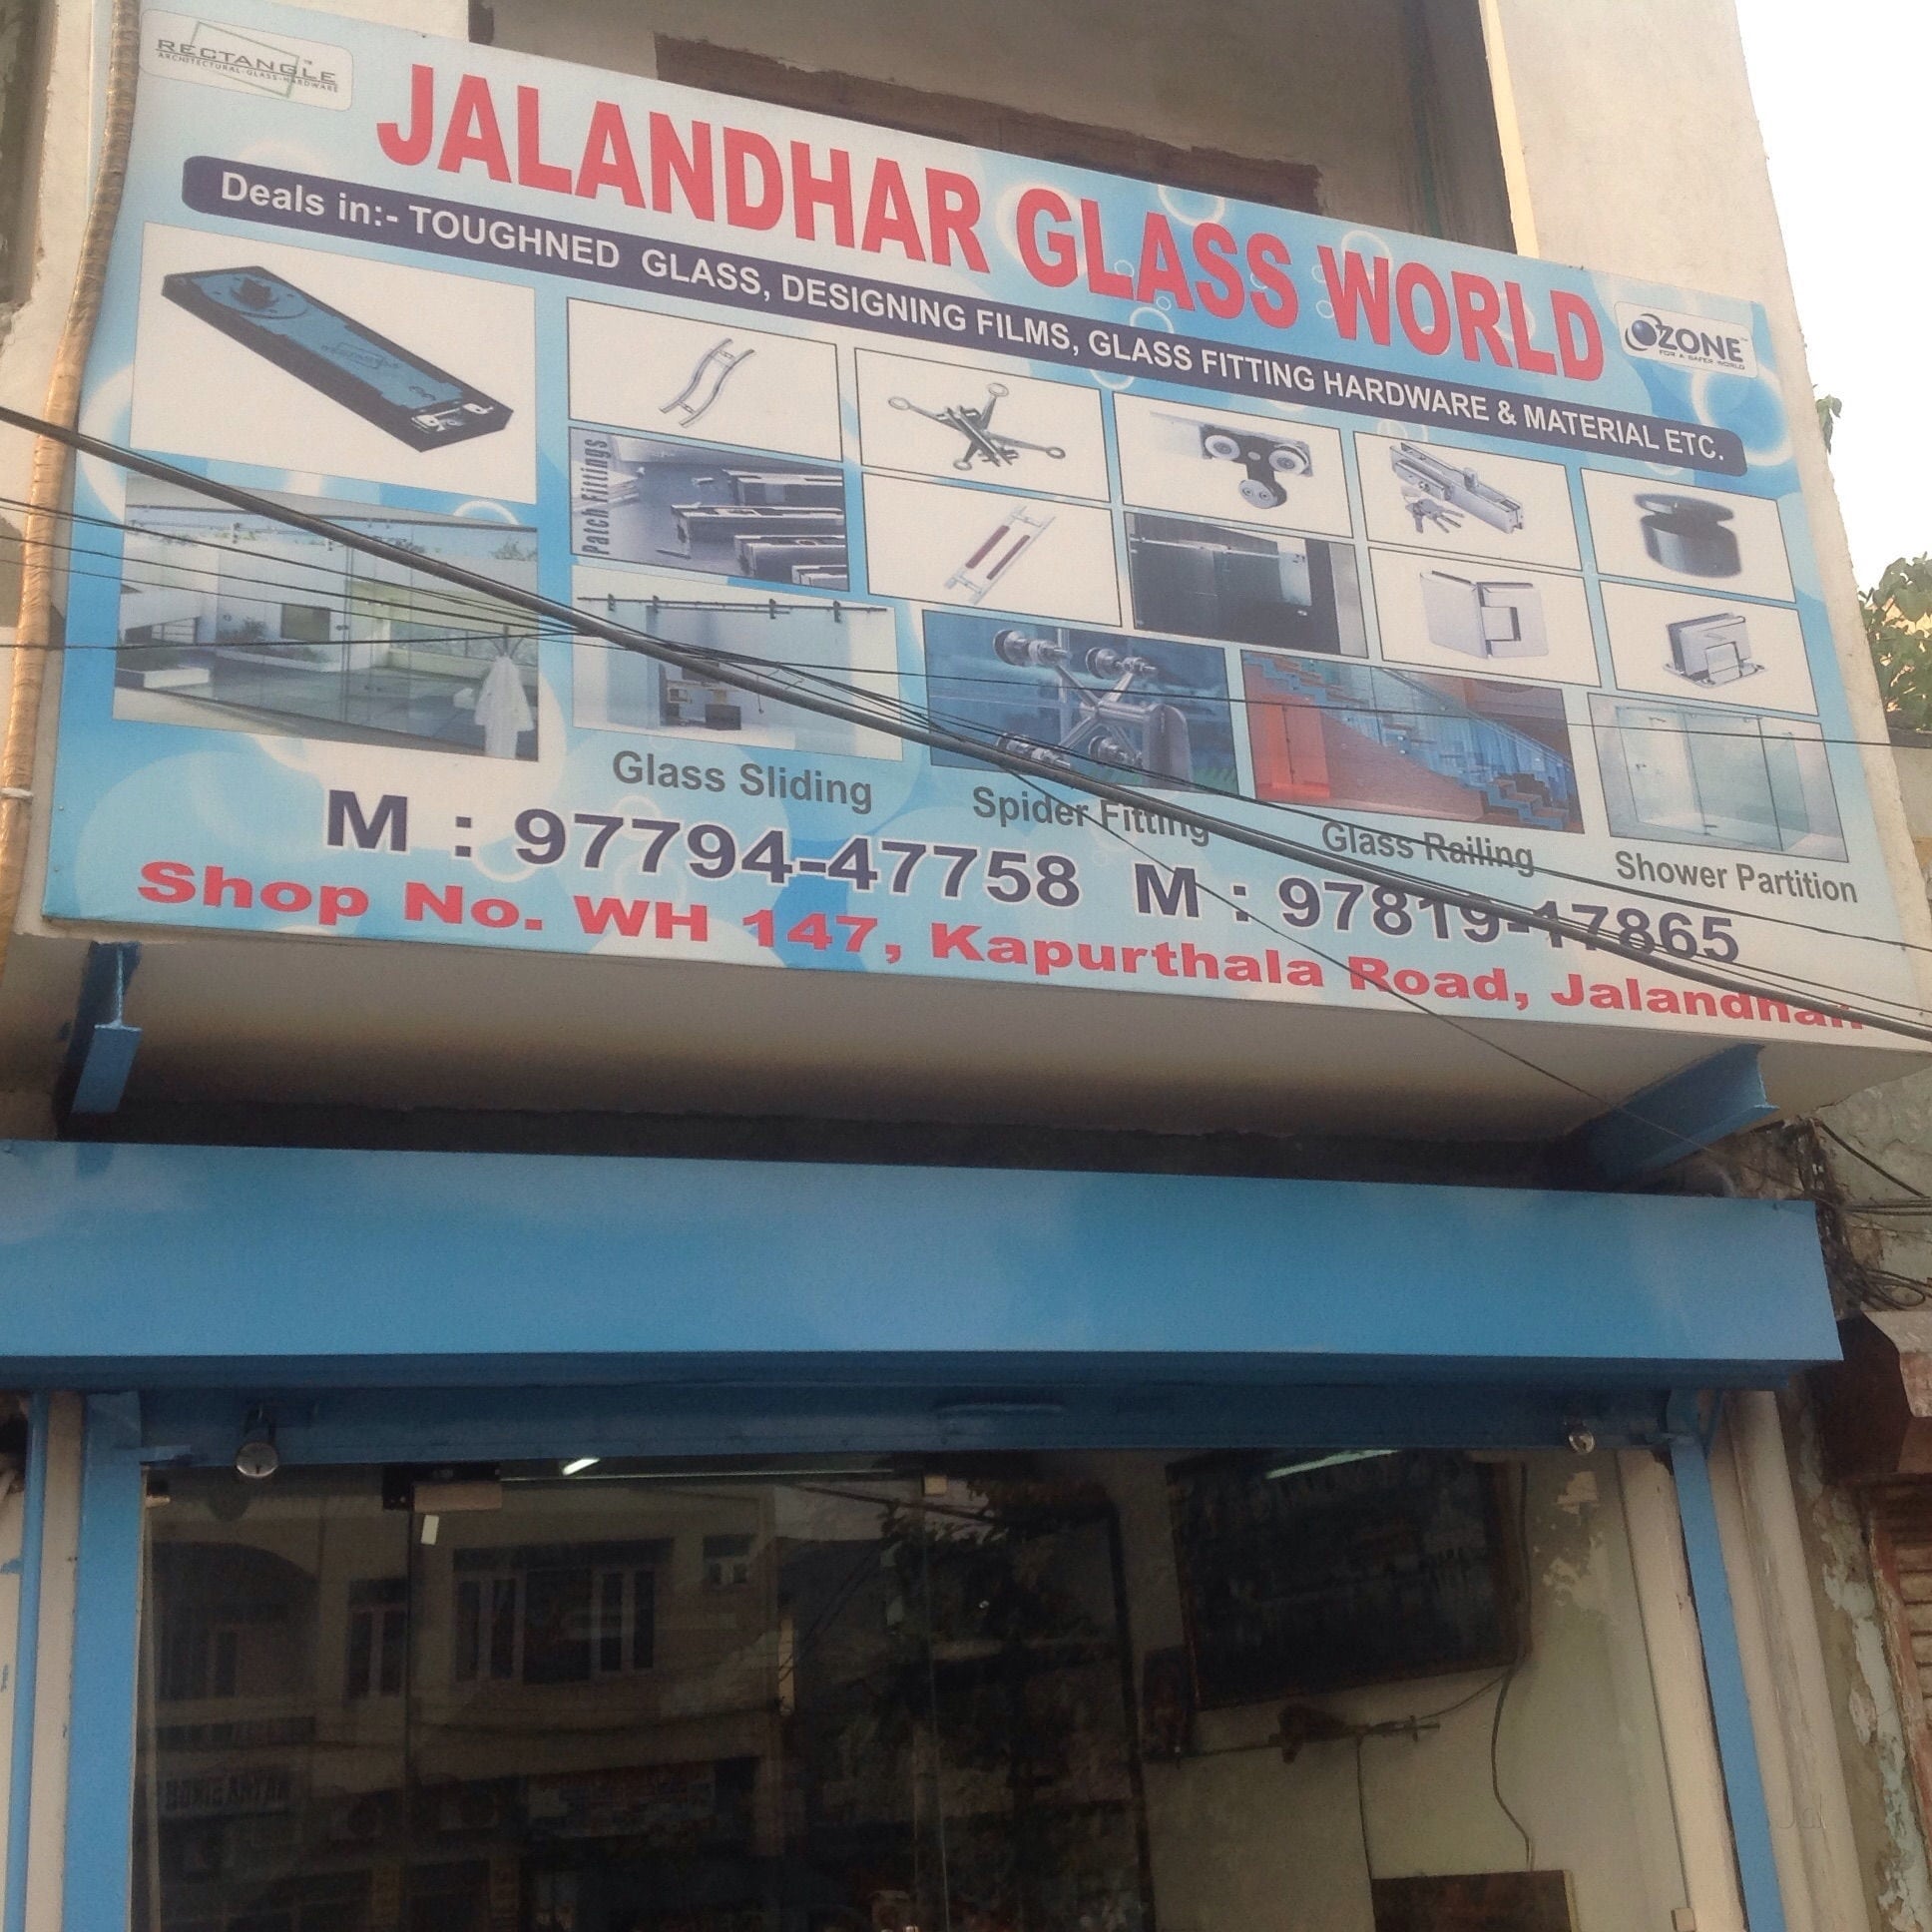 RECTANGLE™
ARCHITECTURAL-GLASS-HARDWARE
JALANDHAR GLASS WORLD
OZONE™
FOR A SAFER WORLD
Deals in:- TOUGHNED GLASS, DESIGNING FILMS, GLASS FITTING HARDWARE & MATERIAL ETC.
Patch Fittings
Glass Sliding
Spider Fitting
Glass Railing
Shower Partition
M : 97794-47758 M : 97819-47865
Shop No. WH 147, Kapurthala Road, Jalandhar